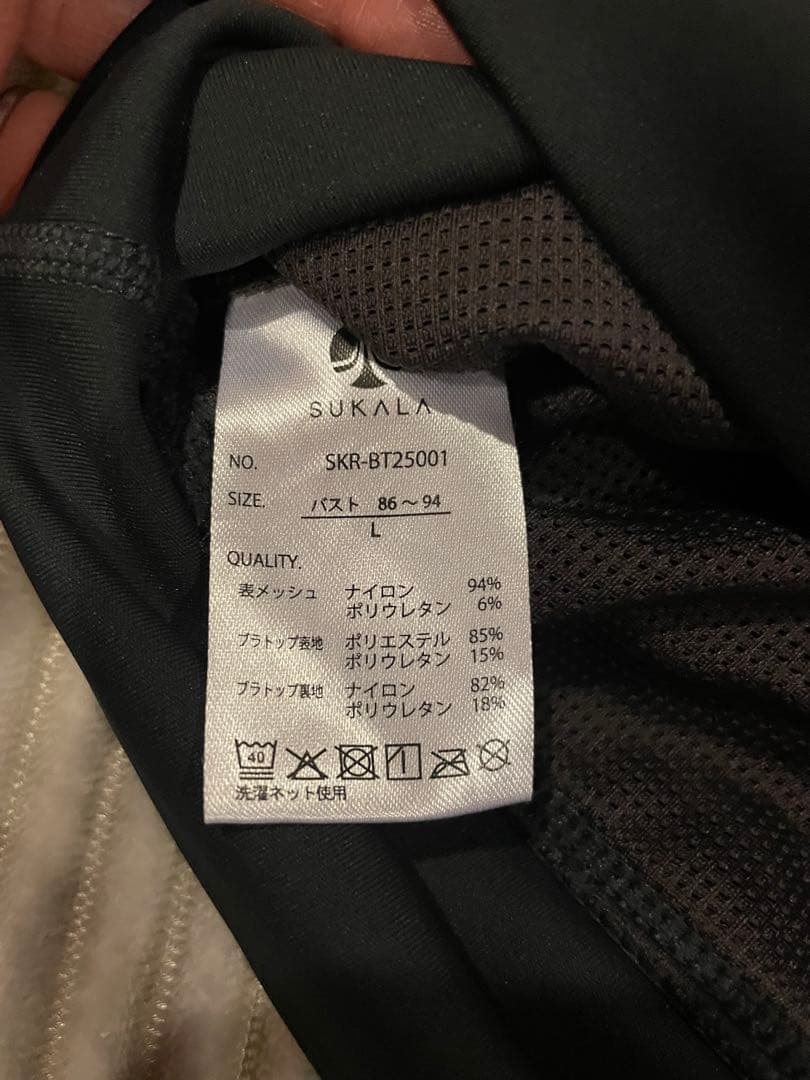 SUKALA
NO. SKR-BT25001
SIZE. バスト 86～94
L
QUALITY.
表メッシュ ナイロン 94%
ポリウレタン 6%
ブラトップ表地 ポリエステル 85%
ポリウレタン 15%
ブラトップ裏地 ナイロン 82%
ポリウレタン 18%
40
洗濯ネット使用